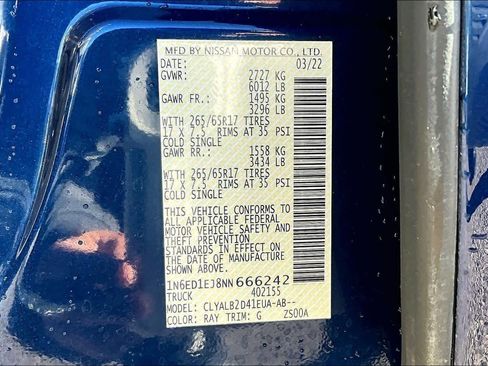 MFD BY NISSAN MOTOR CO., LTD.
DATE: 03/22
GVWR: 2727 KG
6012 LB
GAWR FR.: 1495 KG
3296 LB
WITH 265/65R17 TIRES
17 X 7.5 RIMS AT 35 PSI
COLD SINGLE
GAWR RR.: 1558 KG
3434 LB
WITH 265/65R17 TIRES
17 X 7.5 RIMS AT 35 PSI
COLD SINGLE
THIS VEHICLE CONFORMS TO
ALL APPLICABLE FEDERAL
MOTOR VEHICLE SAFETY AND
THEFT PREVENTION
STANDARDS IN EFFECT ON
THE DATE OF MANUFACTURE
SHOWN ABOVE.
1N6ED1EJ8NN666242
TRUCK 402155
MODEL: CLYALB2D41EUA-AB--
COLOR: RAY TRIM: G ZS00A